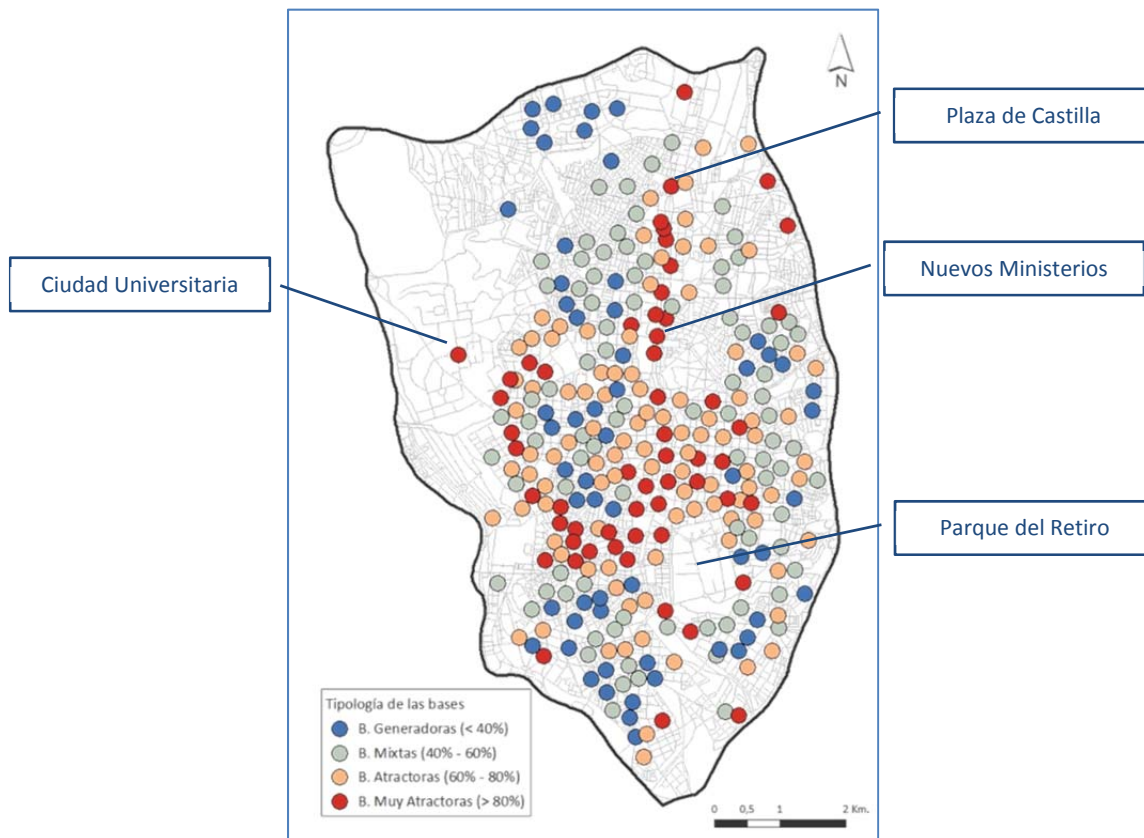 N
Plaza de Castilla
Ciudad Universitaria
Nuevos Ministerios
Parque del Retiro
Tipología de las bases
B. Generadoras (< 40%)
B. Mixtas (40% - 60%)
B. Atractoras (60% - 80%)
B. Muy Atractoras (> 80%)
0 0,5 1 2 Km.